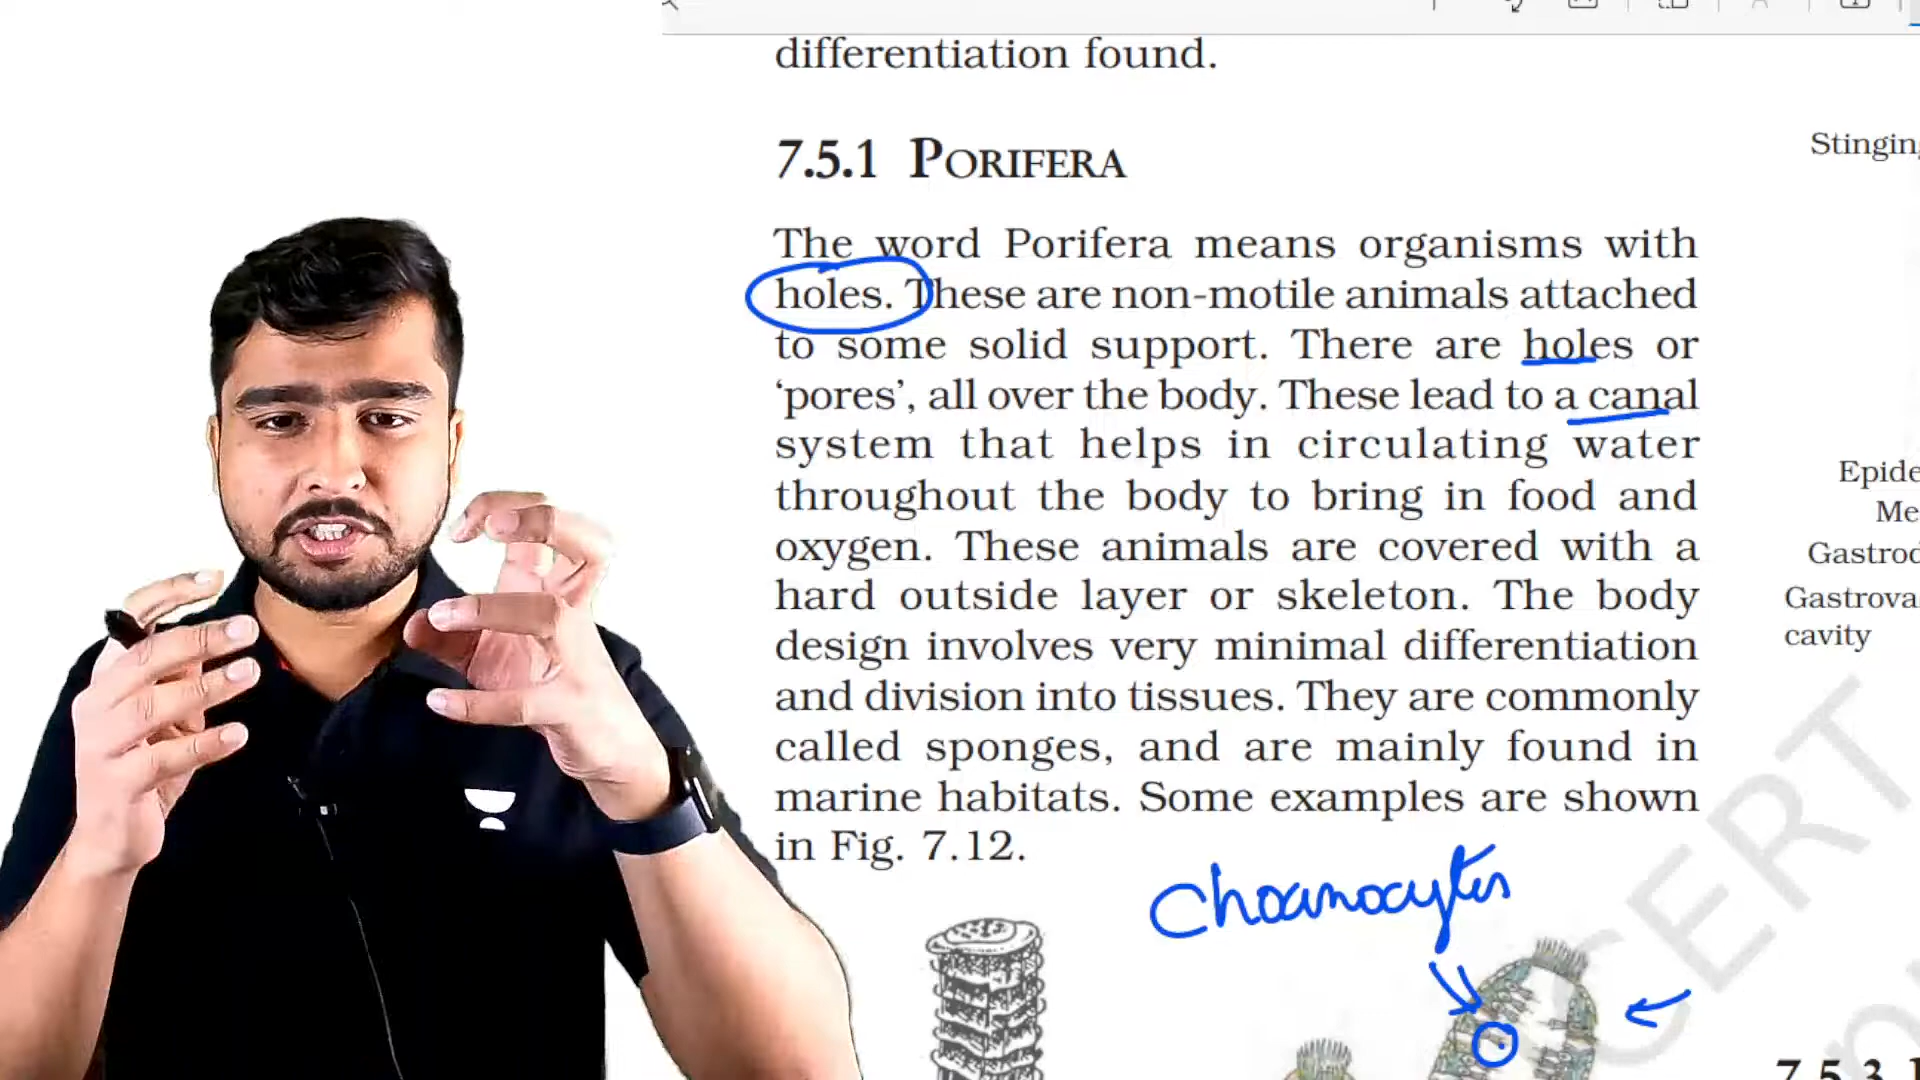 differentiation found.
7.5.1 PORIFERA
The word Porifera means organisms with
holes. These are non-motile animals attached
to some solid support. There are holes or
‘pores’, all over the body. These lead to a canal
system that helps in circulating water
throughout the body to bring in food and
oxygen. These animals are covered with a
hard outside layer or skeleton. The body
design involves very minimal differentiation
and division into tissues. They are commonly
called sponges, and are mainly found in
marine habitats. Some examples are shown
in Fig. 7.12.
Choanocytes
Stinging
Epide
Me
Gastrod
Gastrova
cavity
CERT
7.5.3